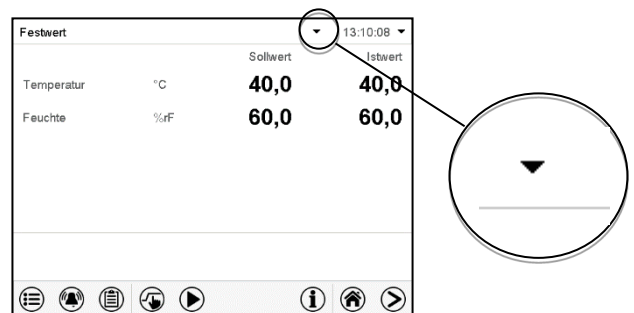 Festwert 13:10:08
Sollwert Istwert
Temperatur °C 40,0 40,0
Feuchte %rF 60,0 60,0